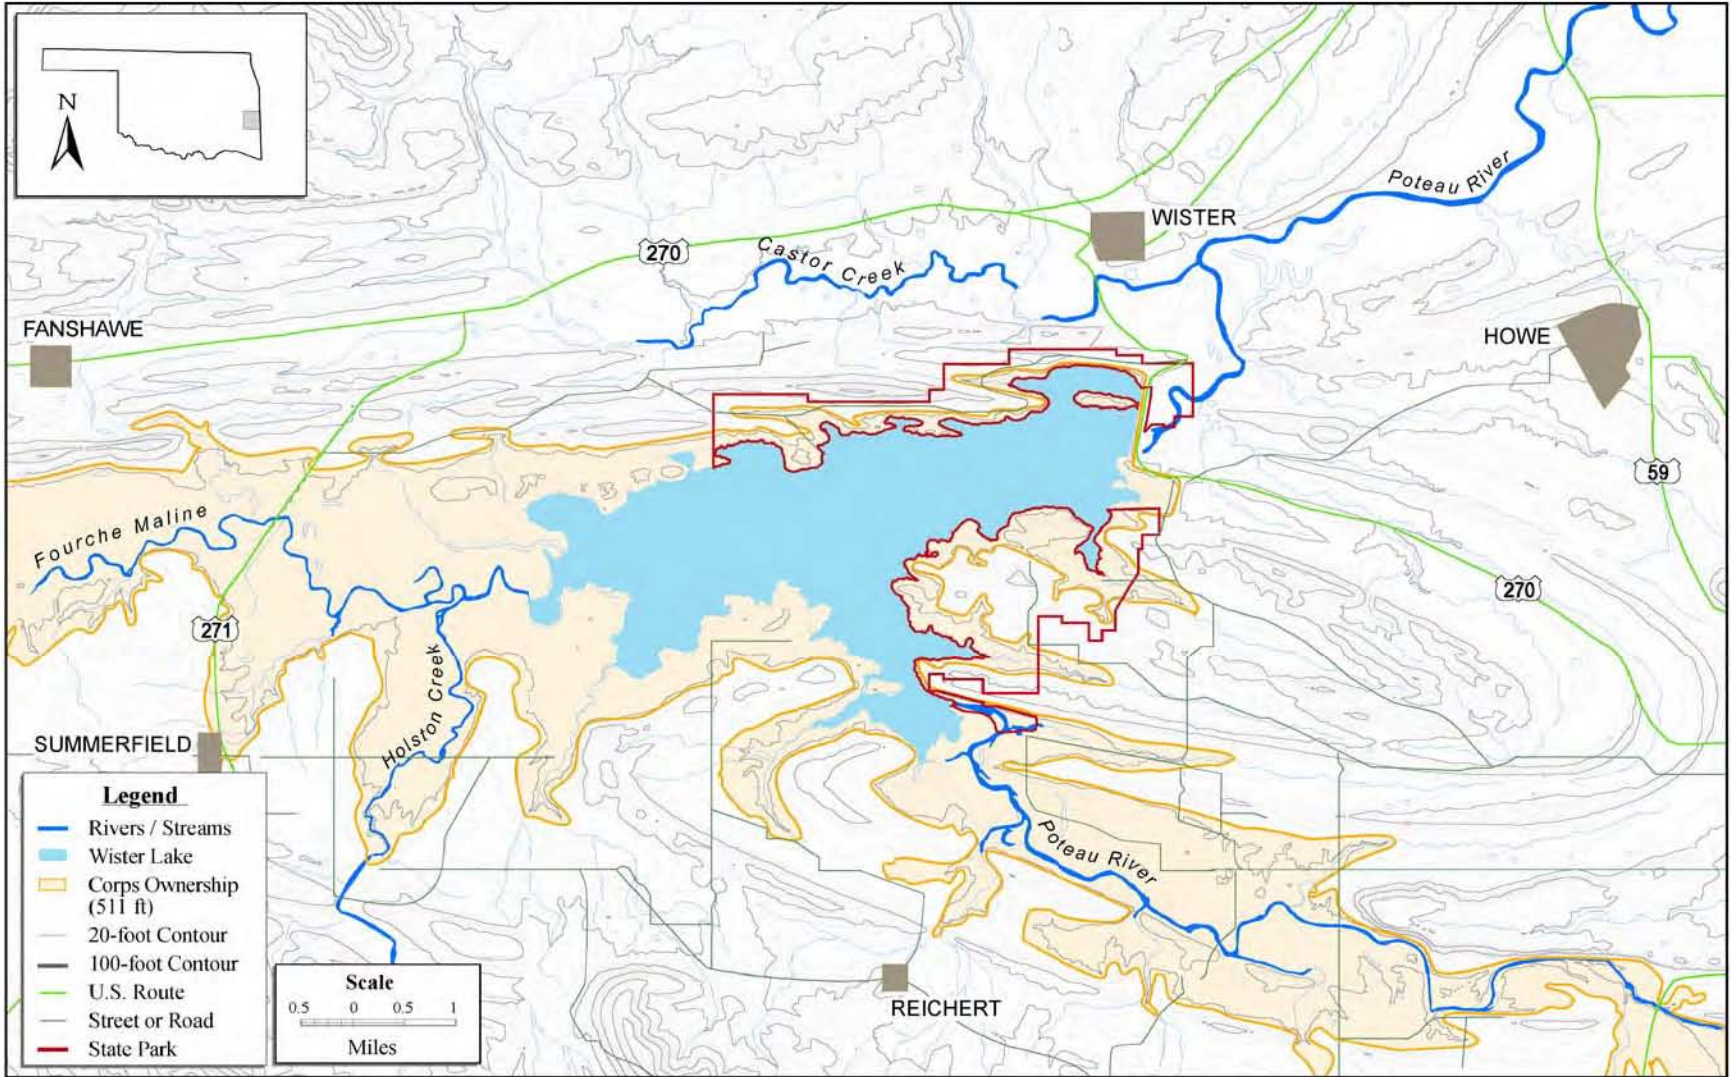 N
Poteau River
WISTER
270
Castor Creek
FANSHAWE
HOWE
59
Fourche Maline
270
271
Holston Creek
SUMMERFIELD
Poteau River
REICHERT
Legend
Rivers / Streams
Wister Lake
Corps Ownership
(511 ft)
20-foot Contour
100-foot Contour
U.S. Route
Street or Road
State Park
Scale
0.5 0 0.5 1
Miles